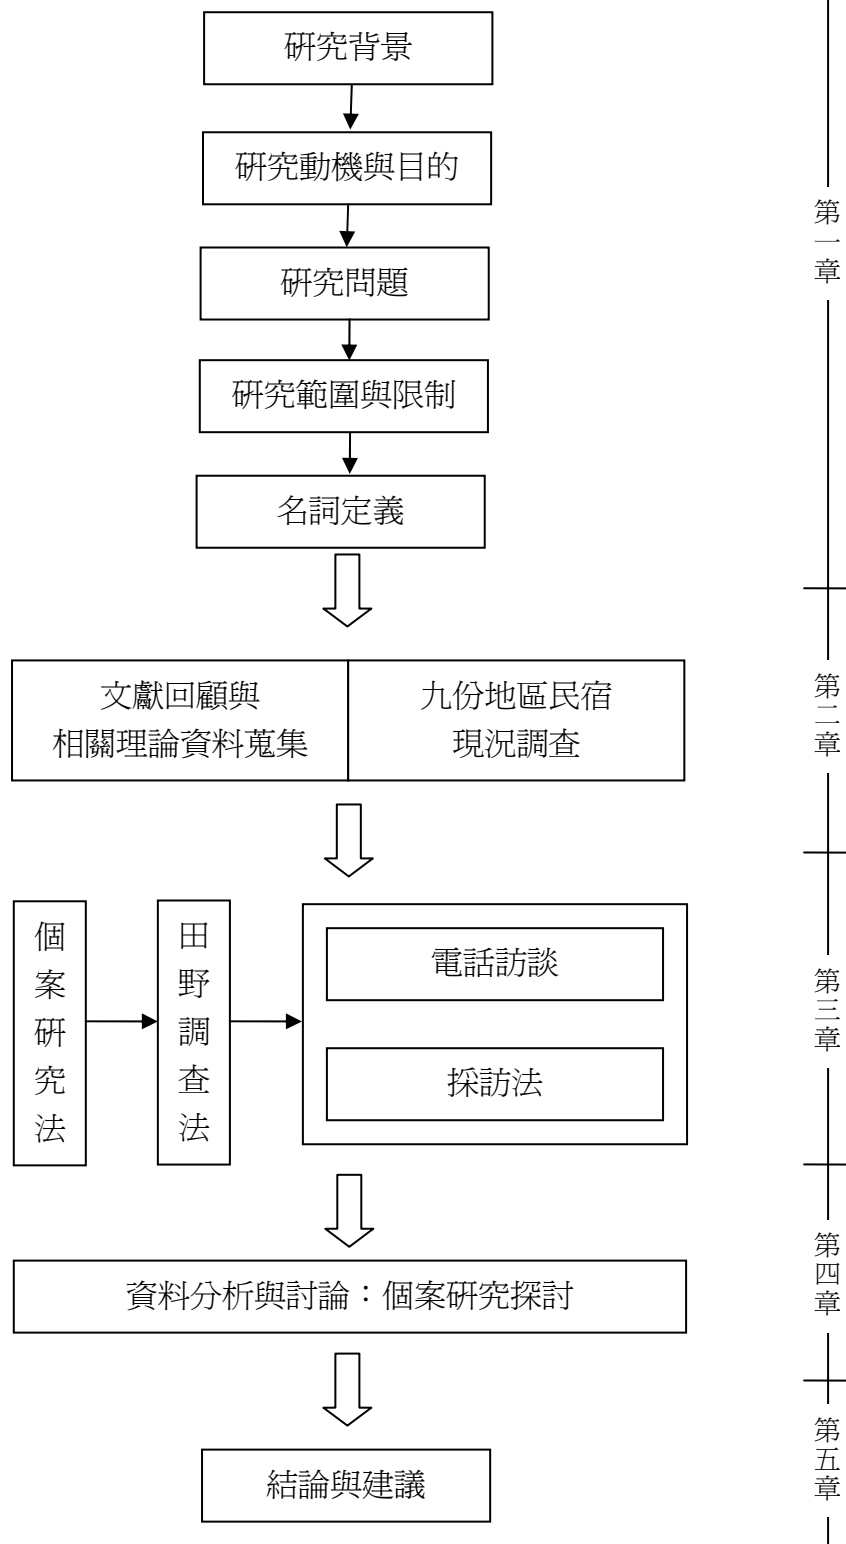 研究背景
研究動機與目的
研究問題
研究範圍與限制
名詞定義
第一章
文獻回顧與
相關理論資料蒐集
九份地區民宿
現況調查
第二章
個案研究法
田野調查法
電話訪談
採訪法
第三章
資料分析與討論：個案研究探討
第四章
結論與建議
第五章